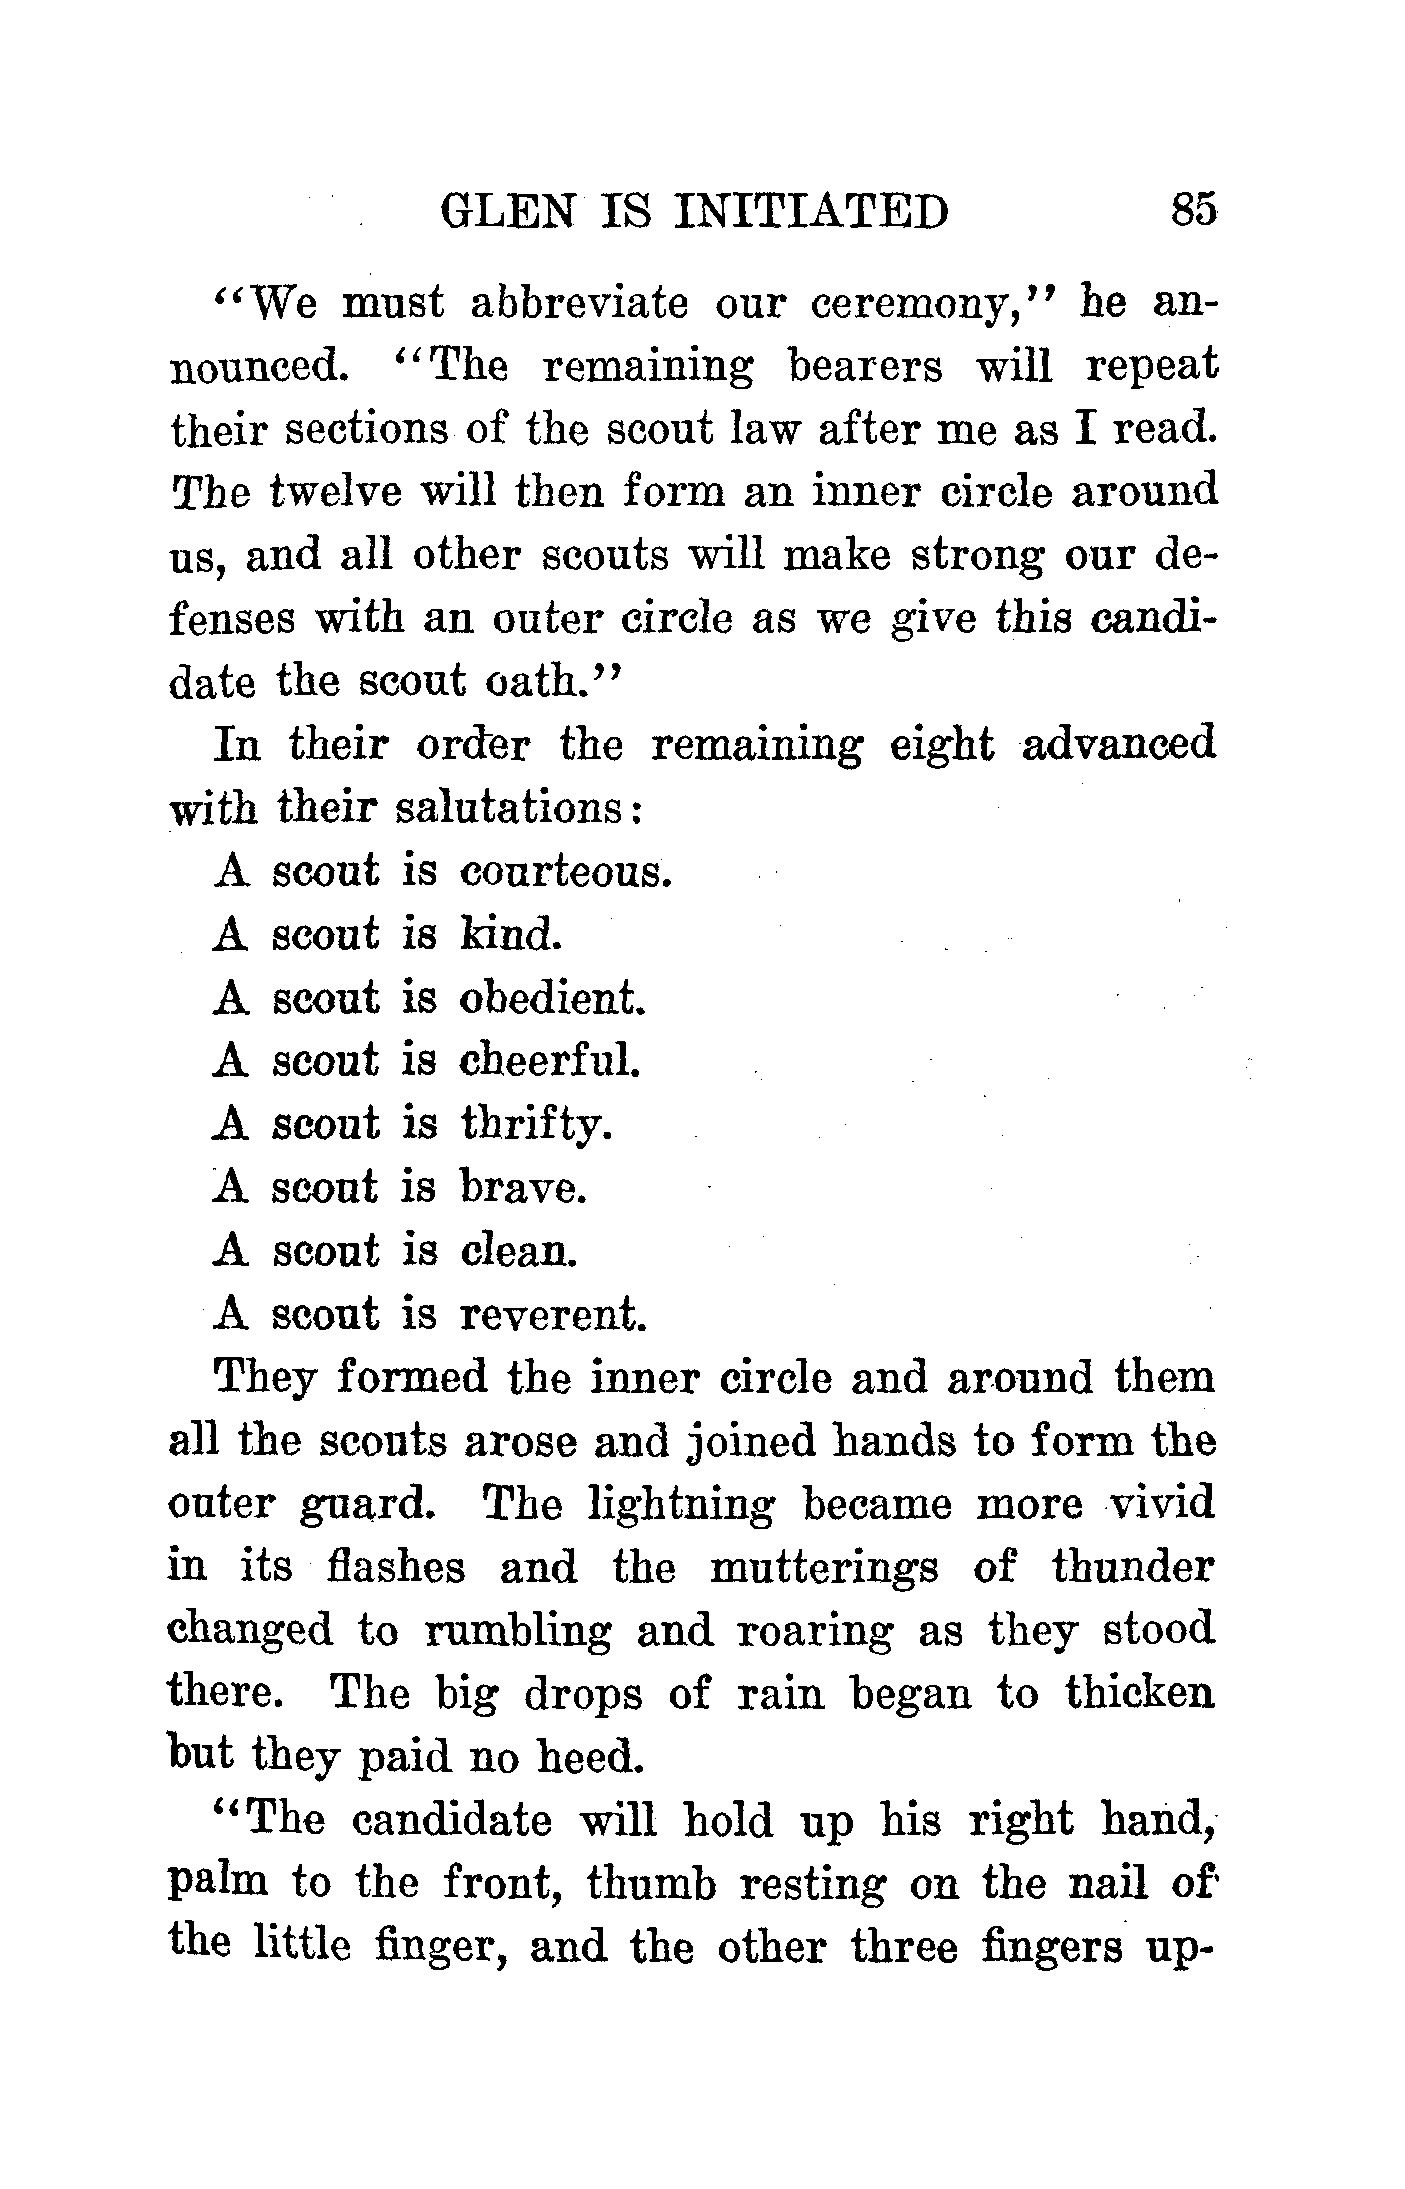 GLEN IS INITIATED 85
“We must abbreviate our ceremony,” he an-
nounced. “The remaining bearers will repeat
their sections of the scout law after me as I read.
The twelve will then form an inner circle around
us, and all other scouts will make strong our de-
fenses with an outer circle as we give this candi-
date the scout oath.”
In their order the remaining eight advanced
with their salutations:
A scout is courteous.
A scout is kind.
A scout is obedient.
A scout is cheerful.
A scout is thrifty.
A scout is brave.
A scout is clean.
A scout is reverent.
They formed the inner circle and around them
all the scouts arose and joined hands to form the
outer guard. The lightning became more vivid
in its flashes and the mutterings of thunder
changed to rumbling and roaring as they stood
there. The big drops of rain began to thicken
but they paid no heed.
“The candidate will hold up his right hand,
palm to the front, thumb resting on the nail of
the little finger, and the other three fingers up-